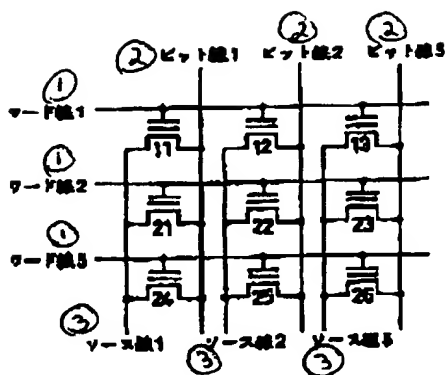 ② ② ②
ビット線1 ビット線2 ビット線3
①
ワード線1
11 12 13
①
ワード線2
21 22 23
①
ワード線3
24 25 26
③ ソース線1 ソース線2 ソース線3
③ ③